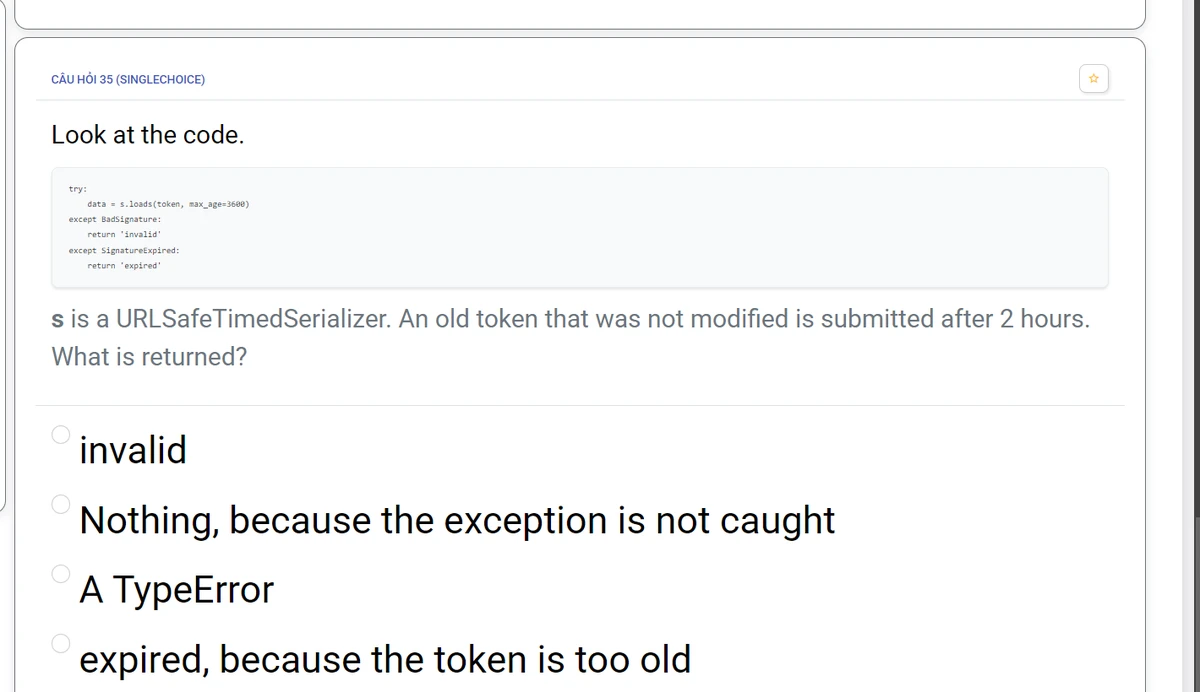 CÂU HỎI 35 (SINGLECHOICE)
Look at the code.
try:
    data = s.loads(token, max_age=3600)
except BadSignature:
    return 'invalid'
except SignatureExpired:
    return 'expired'
s is a URLSafeTimedSerializer. An old token that was not modified is submitted after 2 hours.
What is returned?
invalid
Nothing, because the exception is not caught
A TypeError
expired, because the token is too old